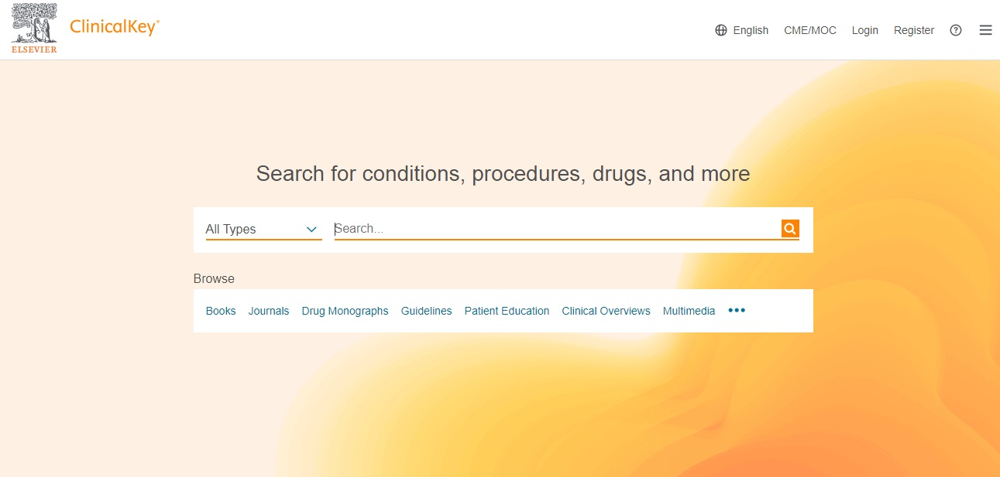 ELSEVIER
ClinicalKey®
English CME/MOC Login Register ?
Search for conditions, procedures, drugs, and more
All Types Search...
Browse
Books Journals Drug Monographs Guidelines Patient Education Clinical Overviews Multimedia •••